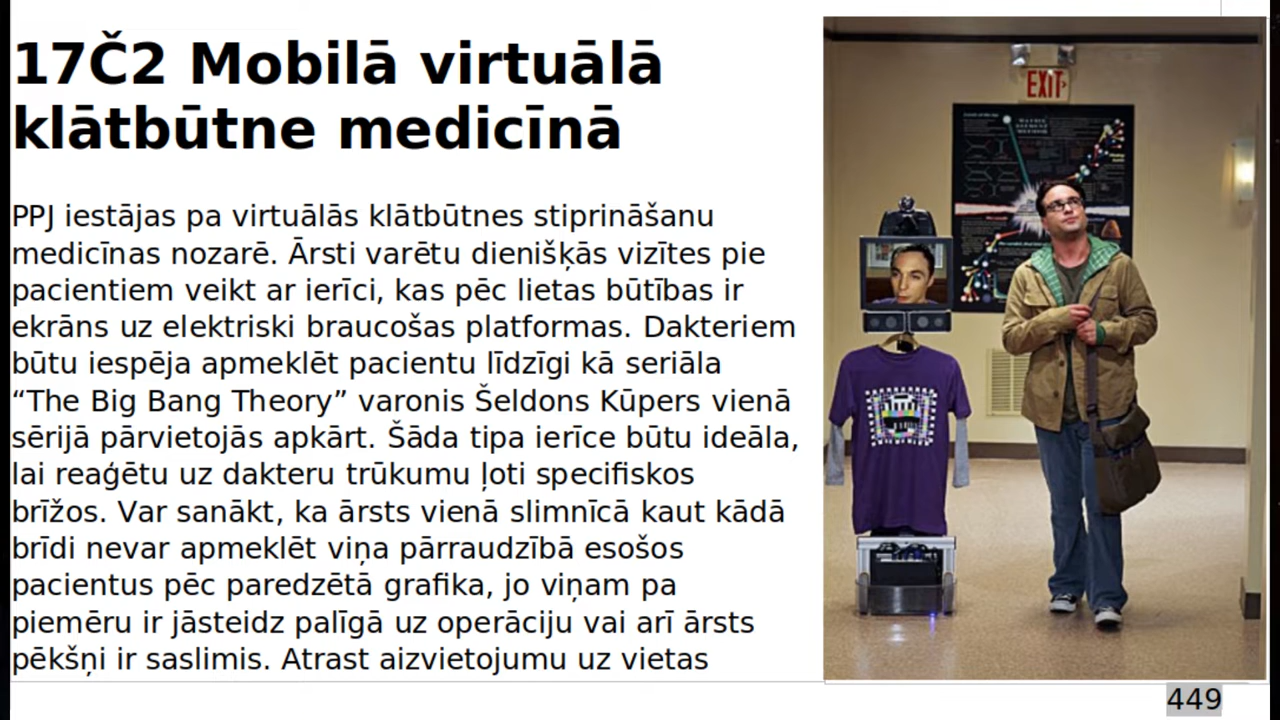 17Č2 Mobilā virtuālā
klātbūtne medicīnā
PPJ iestājas pa virtuālās klātbūtnes stiprināšanu
medicīnas nozarē. Ārsti varētu dienišķās vizītes pie
pacientiem veikt ar ierīci, kas pēc lietas būtības ir
ekrāns uz elektriski braucošas platformas. Dakteriem
būtu iespēja apmeklēt pacientu līdzīgi kā seriāla
“The Big Bang Theory” varonis Šeldons Kūpers vienā
sērijā pārvietojās apkārt. Šāda tipa ierīce būtu ideāla,
lai reaģētu uz dakteru trūkumu ļoti specifiskos
brīžos. Var sanākt, ka ārsts vienā slimnīcā kaut kādā
brīdi nevar apmeklēt viņa pārraudzībā esošos
pacientus pēc paredzētā grafika, jo viņam pa
piemēru ir jāsteidz palīgā uz operāciju vai arī ārsts
pēkšņi ir saslimis. Atrast aizvietojumu uz vietas
EXIT
449